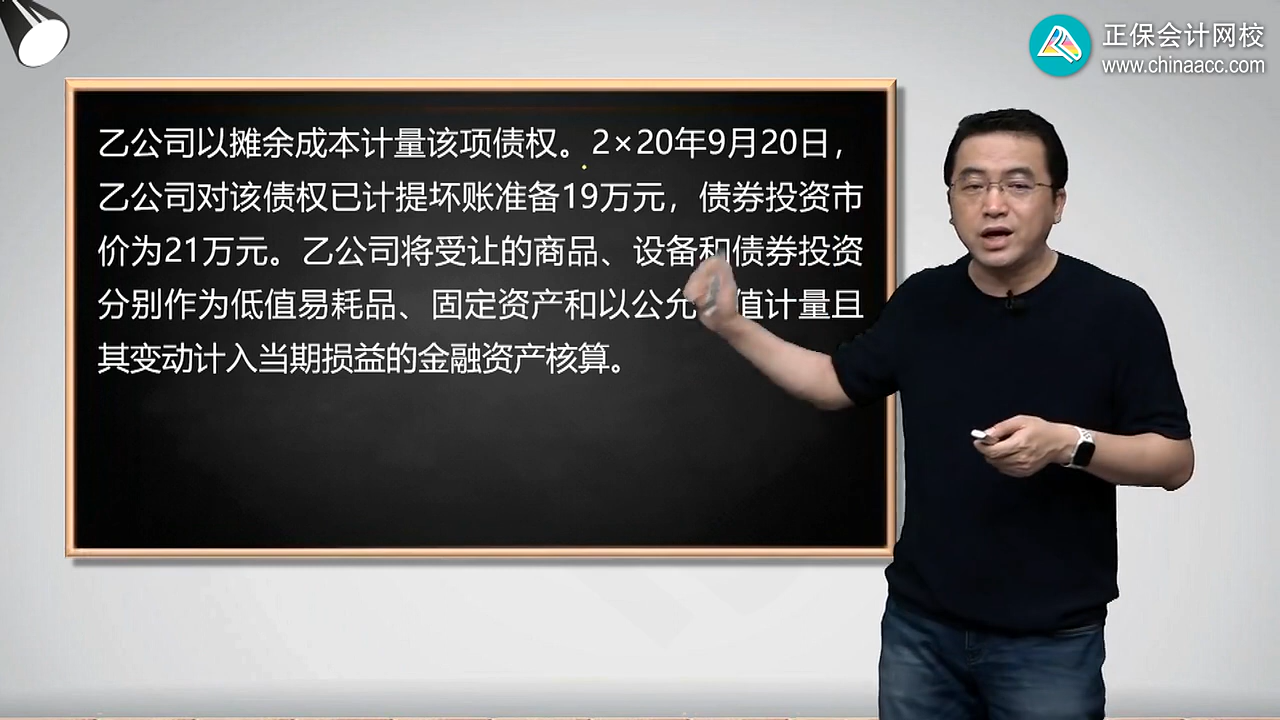 正保会计网校
www.chinaacc.com
乙公司以摊余成本计量该项债权。2×20年9月20日，
乙公司对该债权已计提坏账准备19万元，债券投资市
价为21万元。乙公司将受让的商品、设备和债券投资
分别作为低值易耗品、固定资产和以公允值计量且
其变动计入当期损益的金融资产核算。